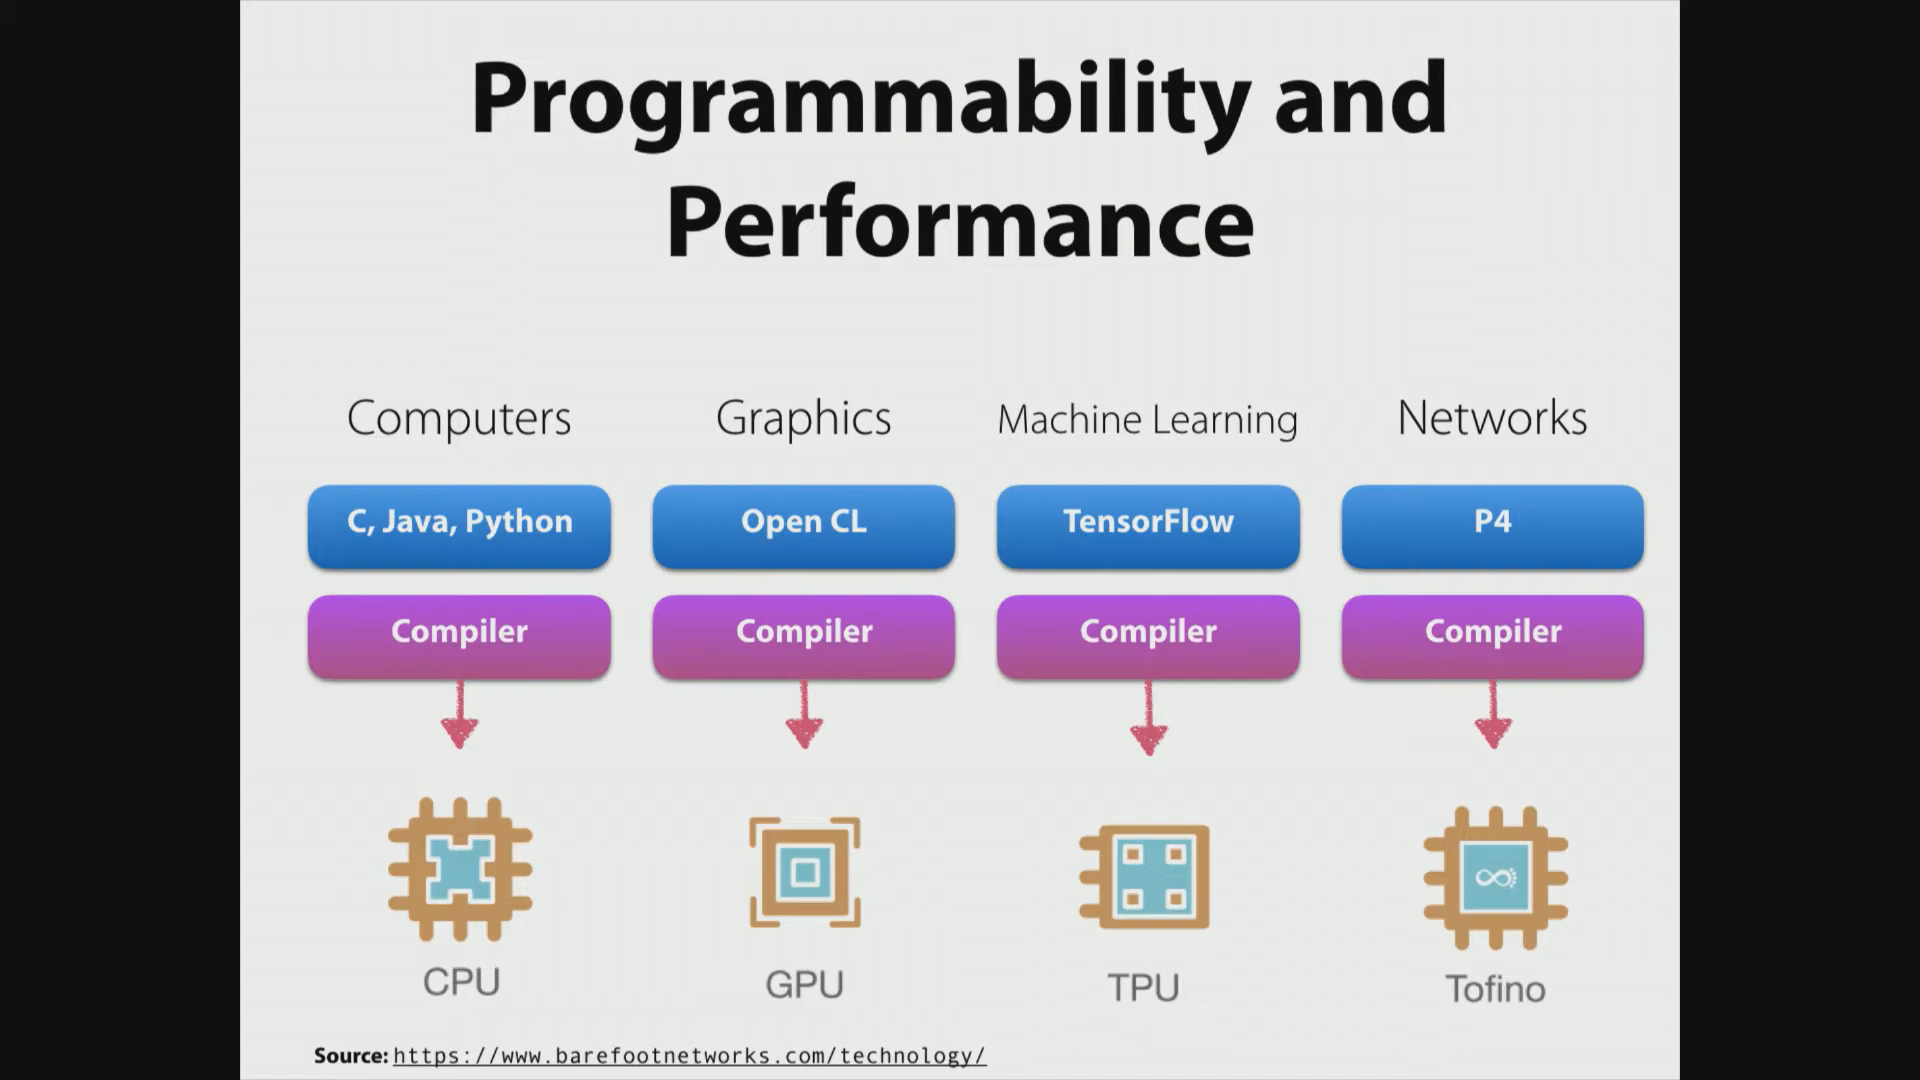 Programmability and
Performance
Computers
Graphics
Machine Learning
Networks
C, Java, Python
Open CL
TensorFlow
P4
Compiler
Compiler
Compiler
Compiler
CPU
GPU
TPU
Tofino
Source: https://www.barefootnetworks.com/technology/